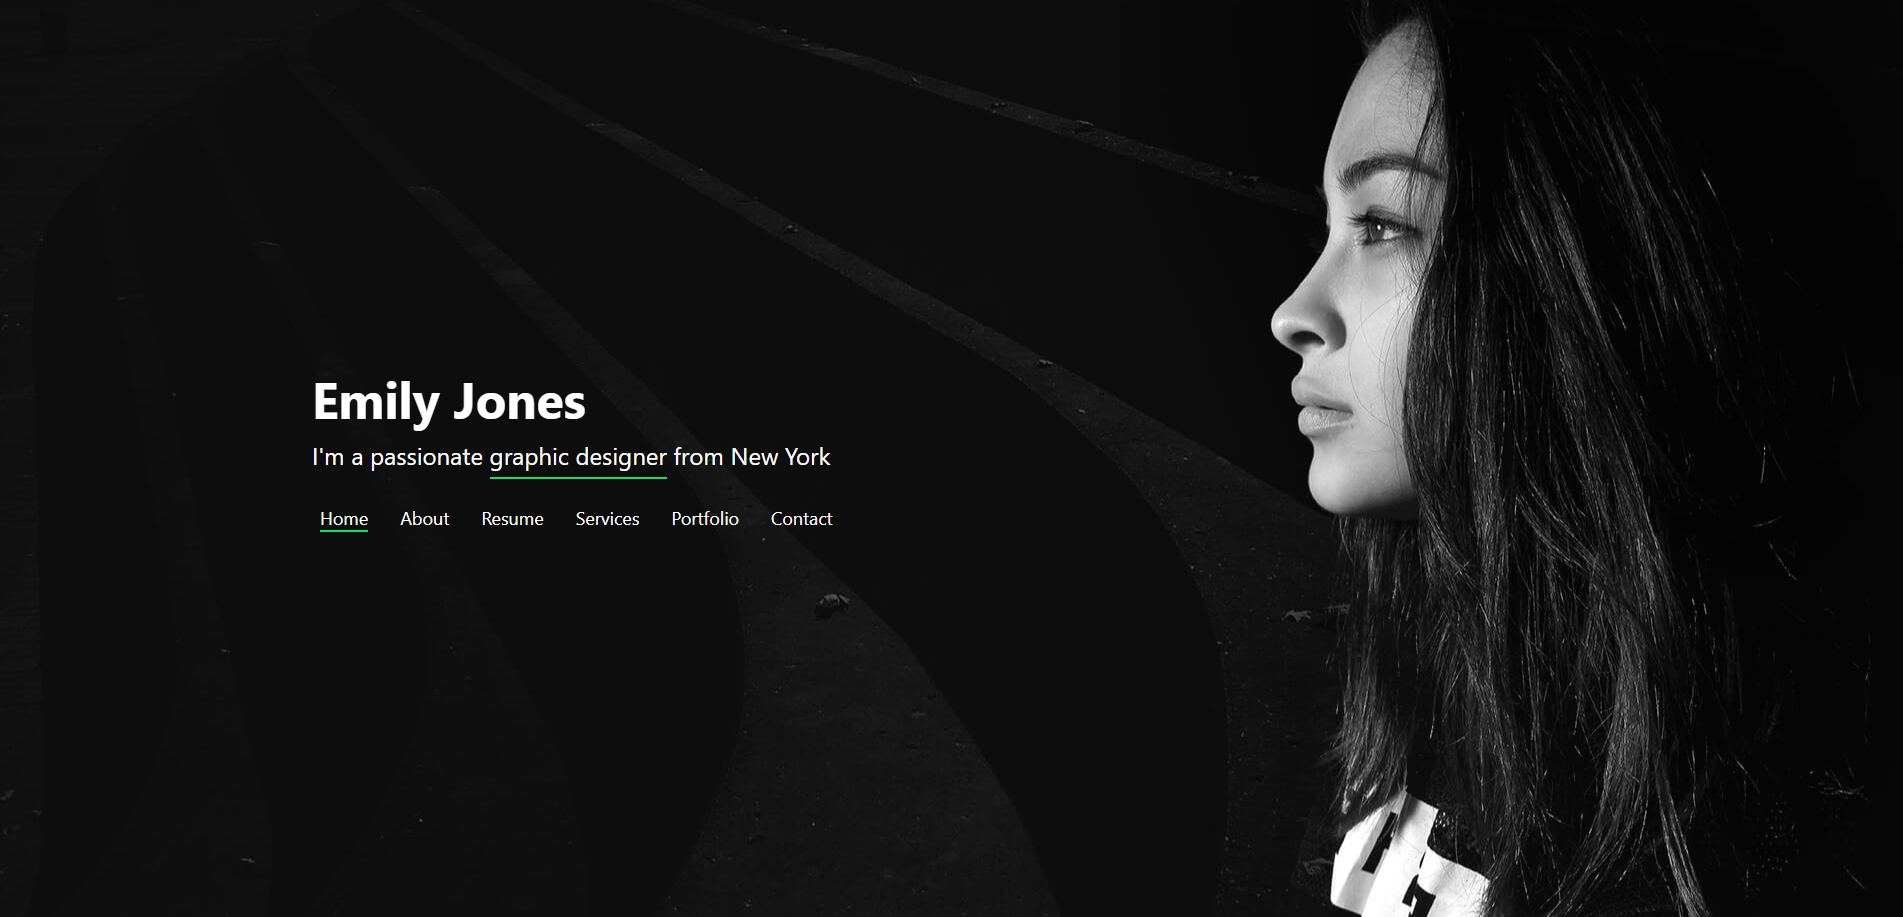 Emily Jones
I'm a passionate graphic designer from New York
Home About Resume Services Portfolio Contact